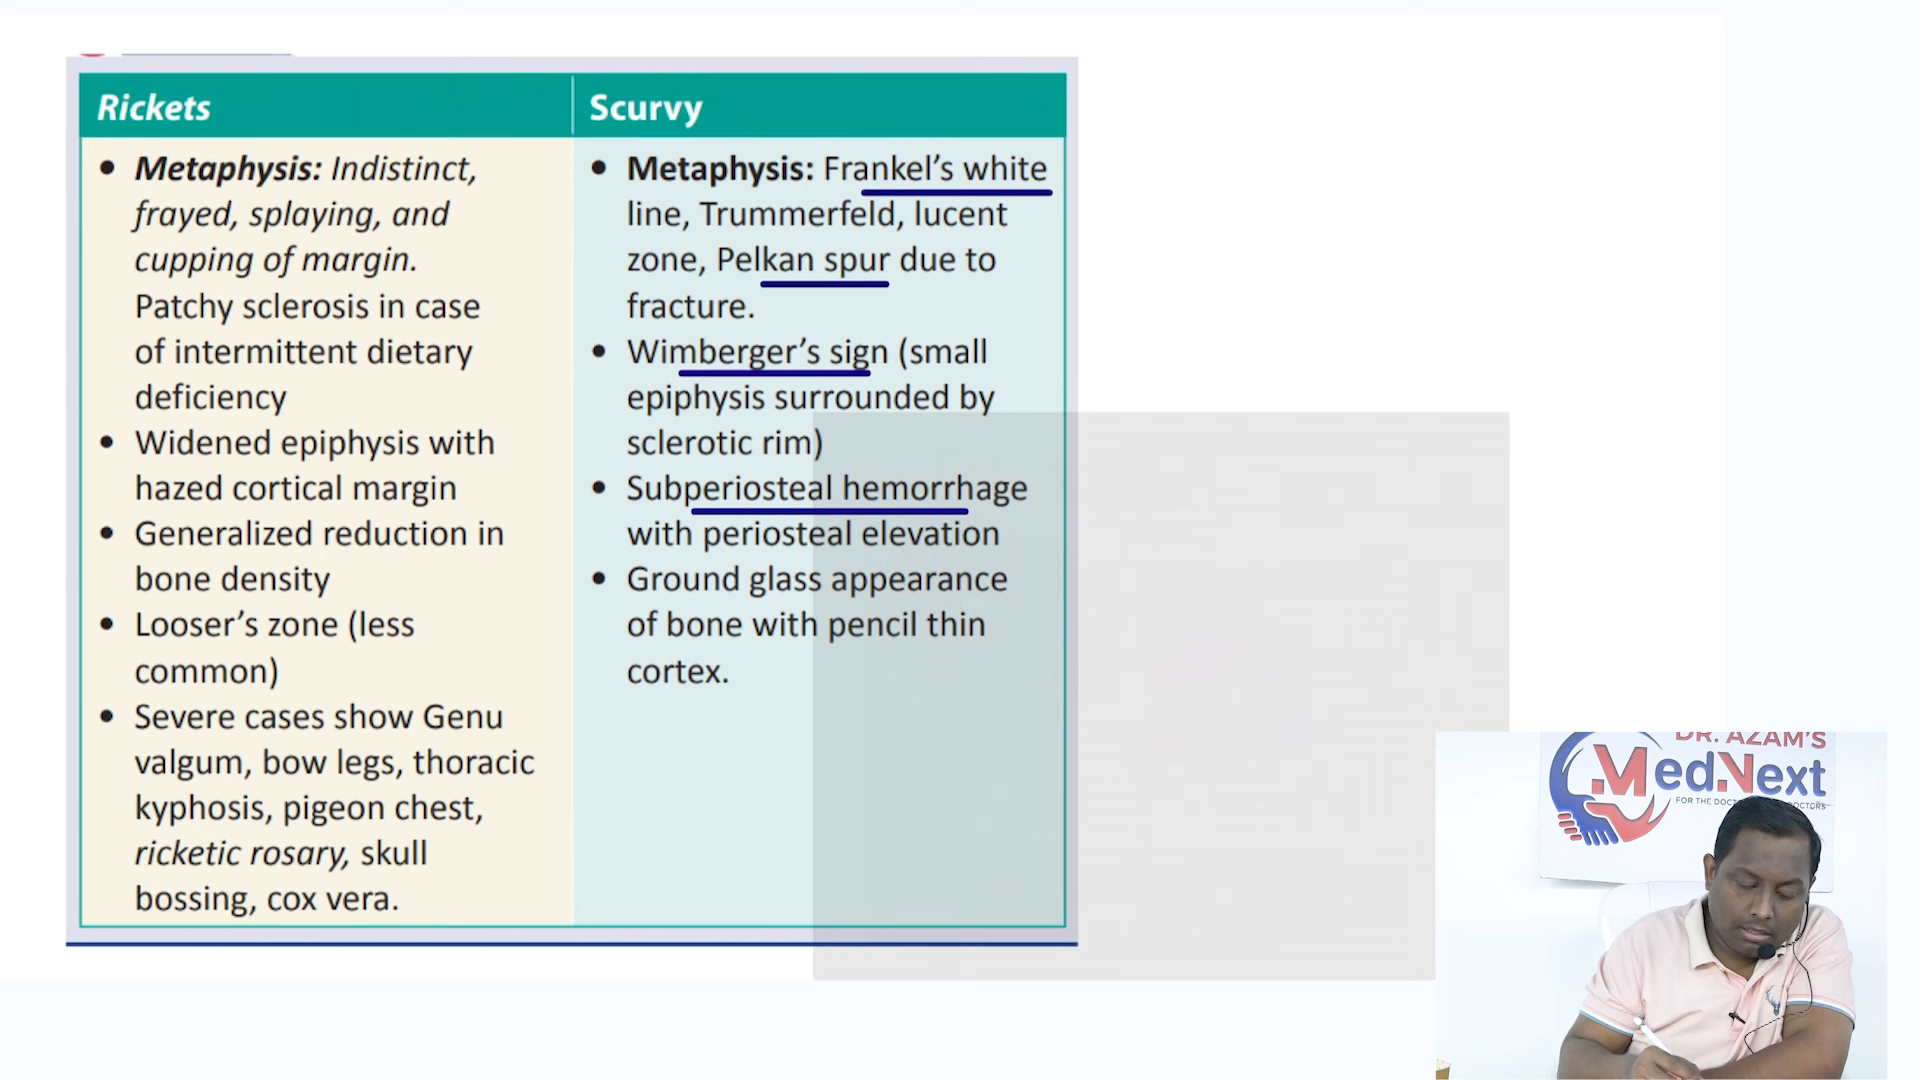 Rickets
• Metaphysis: Indistinct,
frayed, splaying, and
cupping of margin.
Patchy sclerosis in case
of intermittent dietary
deficiency
• Widened epiphysis with
hazed cortical margin
• Generalized reduction in
bone density
• Looser’s zone (less
common)
• Severe cases show Genu
valgum, bow legs, thoracic
kyphosis, pigeon chest,
ricketic rosary, skull
bossing, cox vera.
Scurvy
• Metaphysis: Frankel’s white
line, Trummerfeld, lucent
zone, Pelkan spur due to
fracture.
• Wimberger’s sign (small
epiphysis surrounded by
sclerotic rim)
• Subperiosteal hemorrhage
with periosteal elevation
• Ground glass appearance
of bone with pencil thin
cortex.
DR. AZAM'S
MedNext
FOR THE DOCTORS